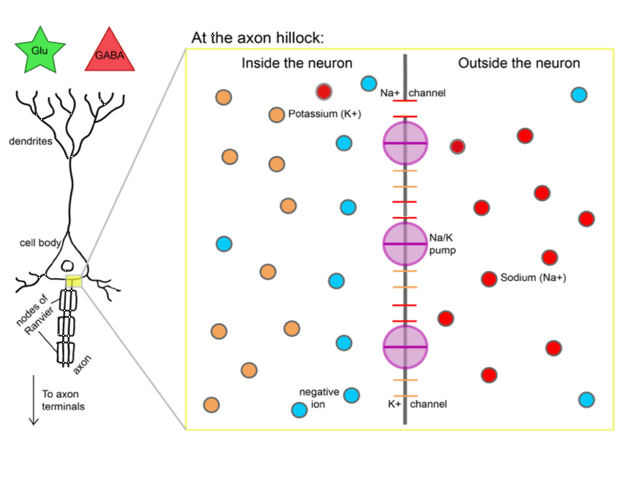 At the axon hillock:
Glu
GABA
Inside the neuron
Outside the neuron
Na+ channel
Potassium (K+)
dendrites
cell body
Na/K
pump
Sodium (Na+)
nodes of
Ranvier
axon
To axon
terminals
negative
ion
K+ channel